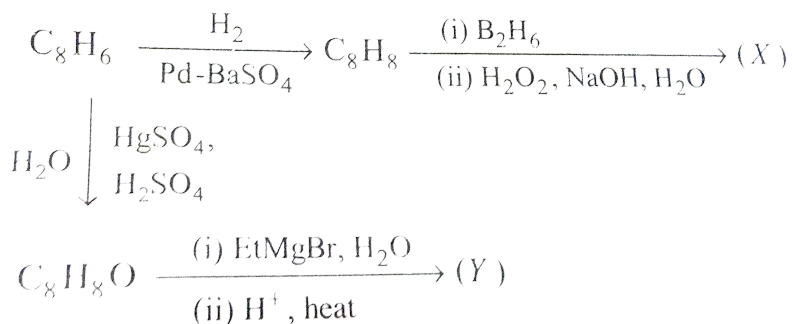 C₈H₆ H₂ Pd-BaSO₄ C₈H₈ (i) B₂H₆ (ii) H₂O₂, NaOH, H₂O (X)
H₂O HgSO₄,
H₂SO₄
C₈H₈O (i) EtMgBr, H₂O (ii) H⁺, heat (Y)